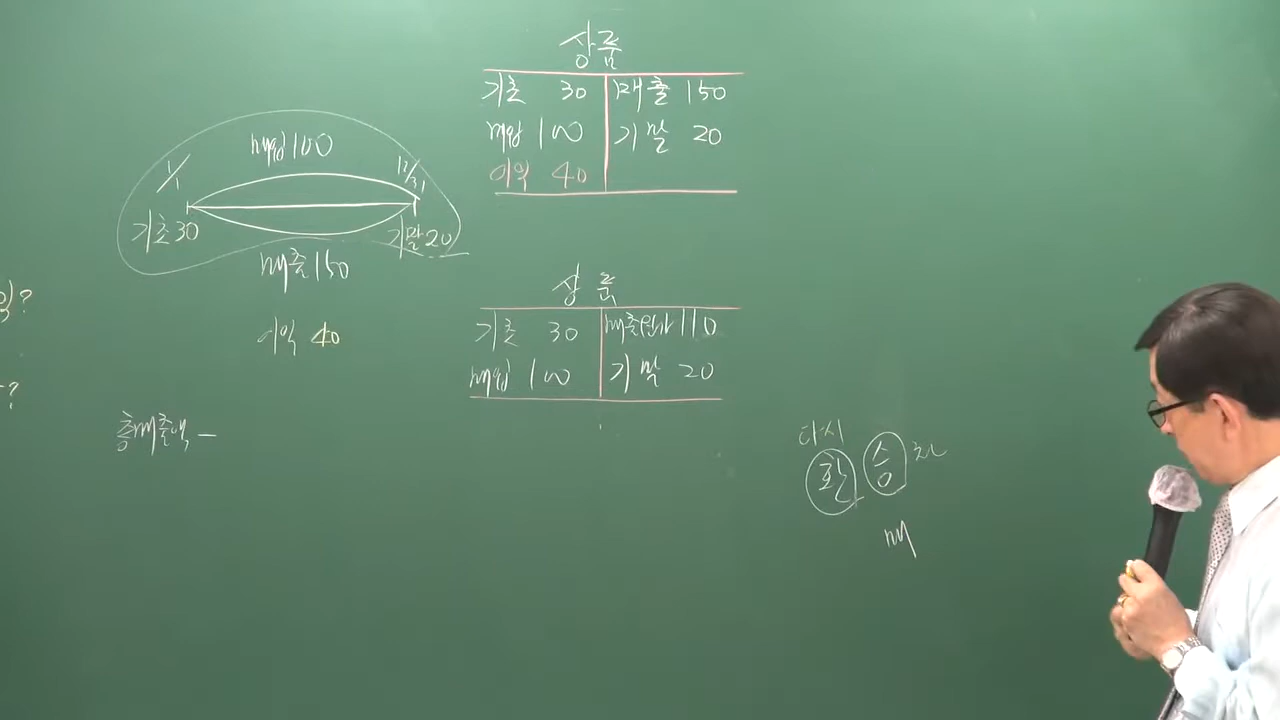 상품
기초 30 매출 150
매입 100 기말 20
이익 40
매입 100
1/1 12/31
기초 30 기말 20
매출 150
이익 40
상품
기초 30 매출원가 110
매입 100 기말 20
총매출액 -
다시
환 승
매
?
?